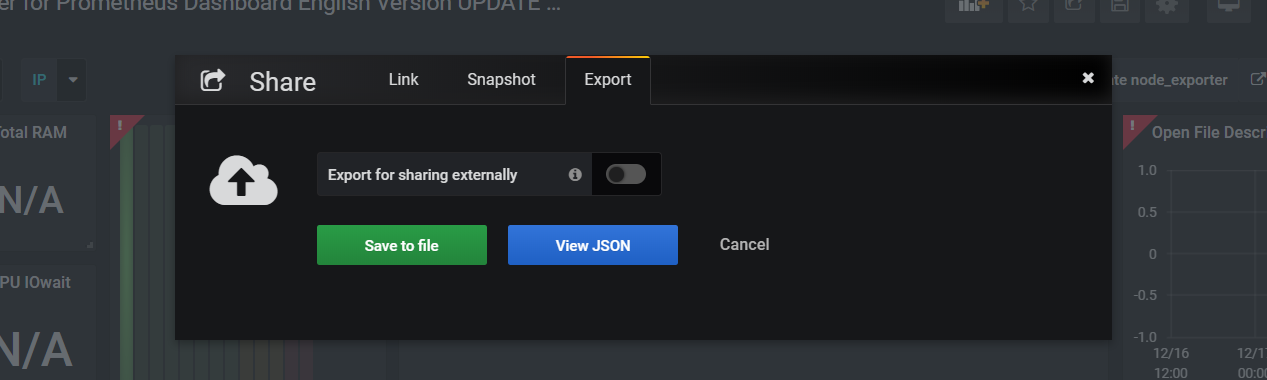 er for Prometheus Dashboard English Version UPDATE ...
Share
Link
Snapshot
Export
IP
te node_exporter
Total RAM
N/A
!
Export for sharing externally
Save to file
View JSON
Cancel
PU IOwait
N/A
!
Open File Descr
1.0
0.5
0
-0.5
-1.0
12/16
12:00
12/1
00:00